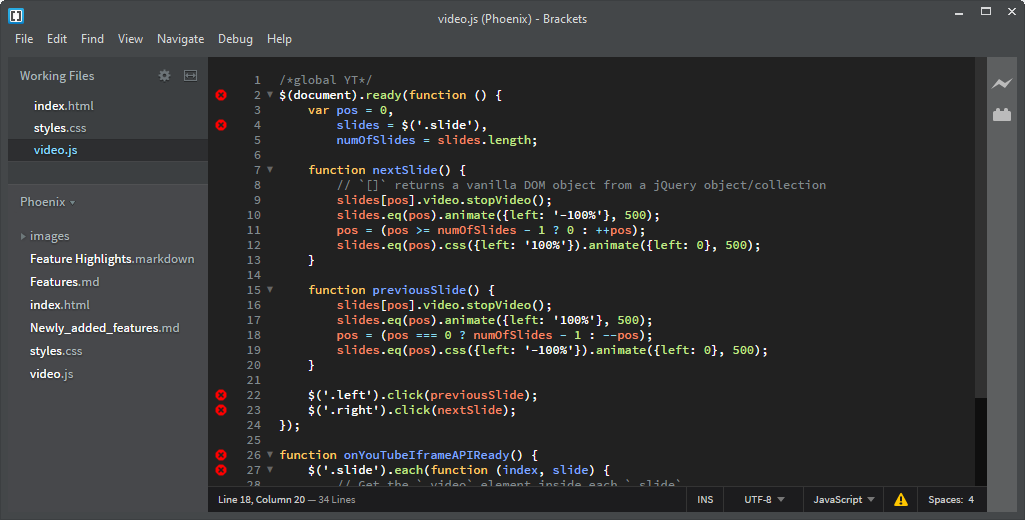 video.js (Phoenix) - Brackets
File Edit Find View Navigate Debug Help
Working Files
index.html
styles.css
video.js
Phoenix
images
Feature Highlights.markdown
Features.md
index.html
Newly_added_features.md
styles.css
video.js
1 /*global YT*/
2 $(document).ready(function () {
3     var pos = 0,
4         slides = $('.slide'),
5         numOfSlides = slides.length;
6
7     function nextSlide() {
8         // `[]` returns a vanilla DOM object from a jQuery object/collection
9         slides[pos].video.stopVideo();
10         slides.eq(pos).animate({left: '-100%'}, 500);
11         pos = (pos >= numOfSlides - 1 ? 0 : ++pos);
12         slides.eq(pos).css({left: '100%'}).animate({left: 0}, 500);
13     }
14
15     function previousSlide() {
16         slides[pos].video.stopVideo();
17         slides.eq(pos).animate({left: '100%'}, 500);
18         pos = (pos === 0 ? numOfSlides - 1 : --pos);
19         slides.eq(pos).css({left: '-100%'}).animate({left: 0}, 500);
20     }
21
22     $('.left').click(previousSlide);
23     $('.right').click(nextSlide);
24 });
25
26 function onYouTubeIframeAPIReady() {
27     $('.slide').each(function (index, slide) {
28         // Get the `.video` element inside each `.slide`
Line 18, Column 20 — 34 Lines INS UTF-8 JavaScript Spaces: 4